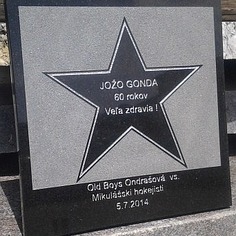 JOŽO GONDA
60 rokov
Veľa zdravia !
Old Boys Ondrašová vs.
Mikulášski hokejisti
5.7.2014